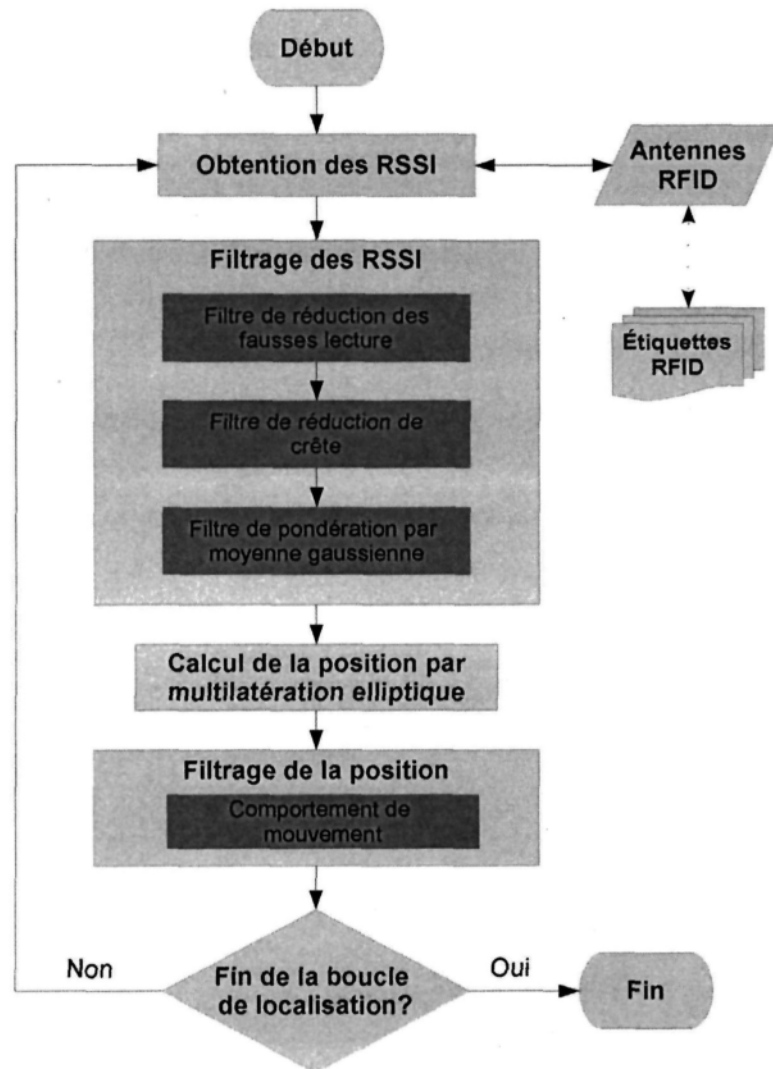 Début
Obtention des RSSI
Antennes
RFID
Filtrage des RSSI
Filtre de réduction des
fausses lecture
Étiquettes
RFID
Filtre de réduction de
crête
Filtre de pondération par
moyenne gaussienne
Calcul de la position par
multilatération elliptique
Filtrage de la position
Comportement de
mouvement
Non
Fin de la boucle
de localisation?
Oui
Fin